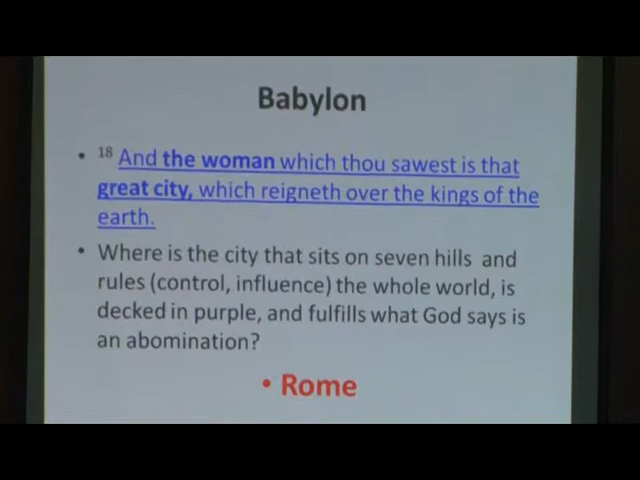 Babylon
• 18 And the woman which thou sawest is that
great city, which reigneth over the kings of the
earth.
• Where is the city that sits on seven hills and
rules (control, influence) the whole world, is
decked in purple, and fulfills what God says is
an abomination?
• Rome